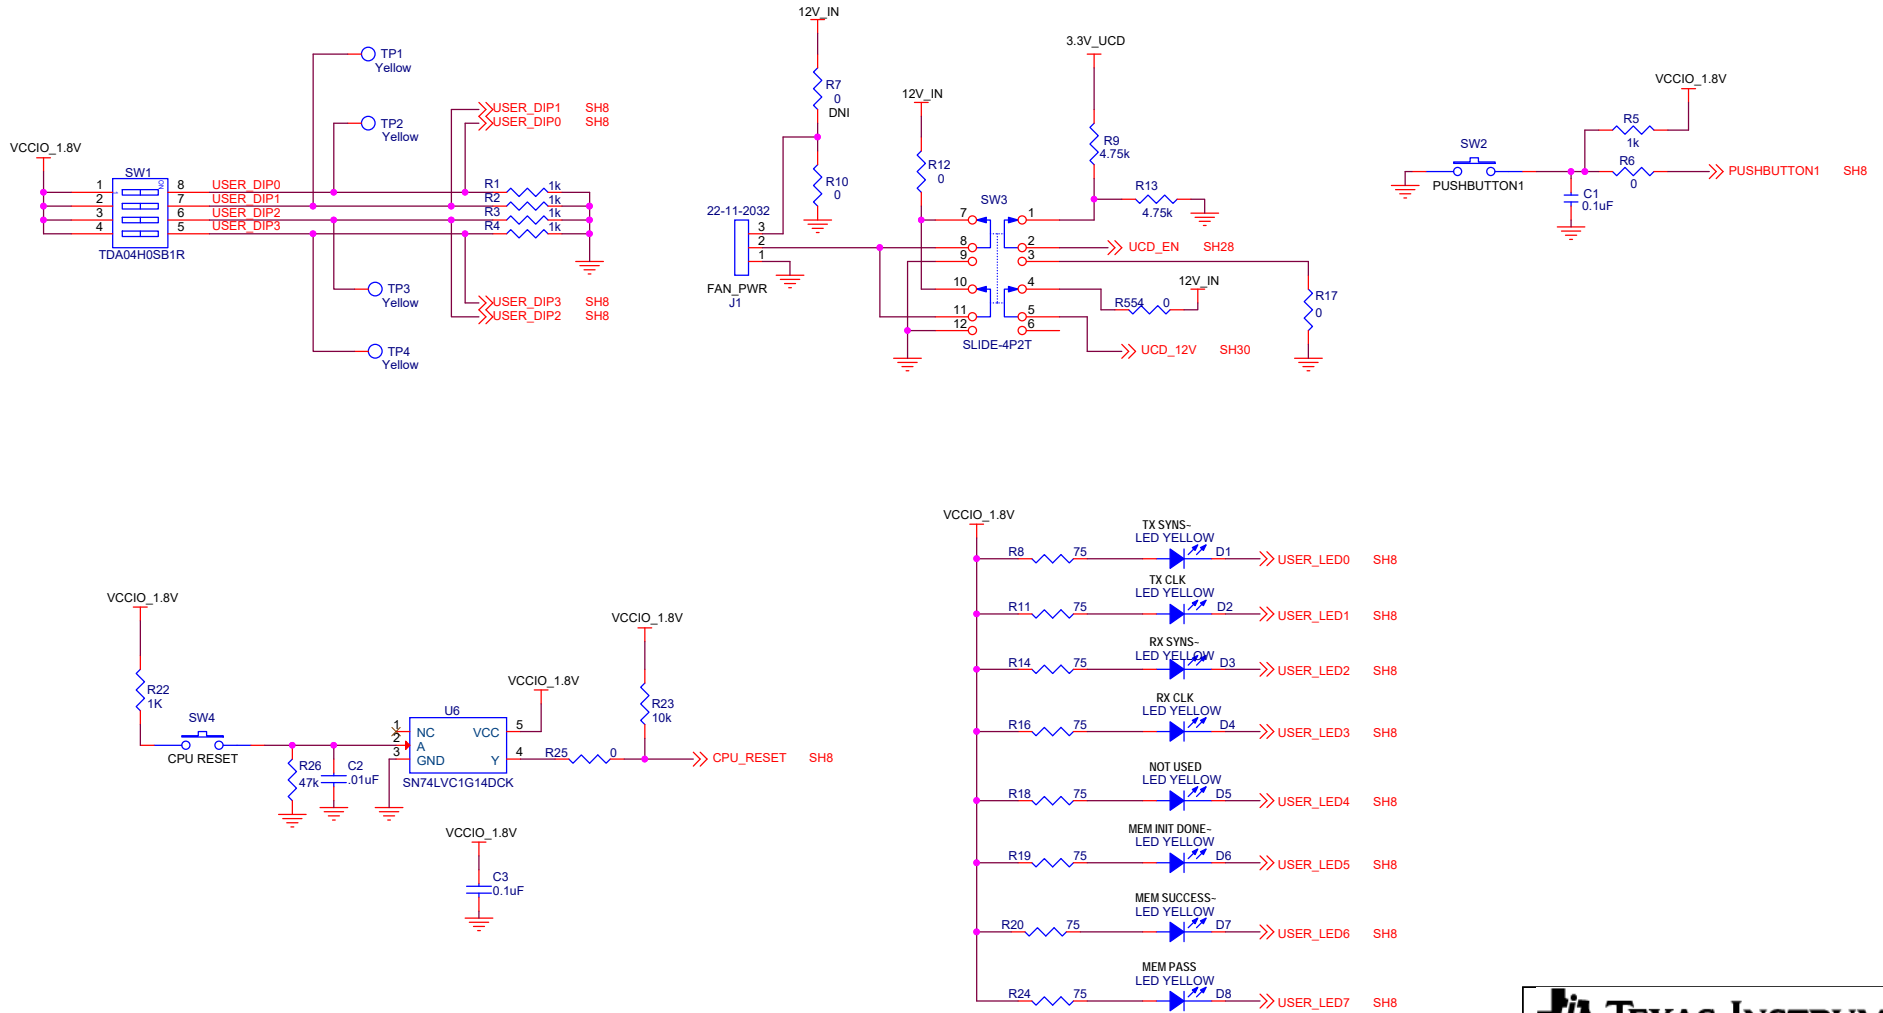 VCCIO_1.8V
SW1
ON
1
2
3
4
8
7
6
5
TDA04H0SB1R
USER_DIP0
USER_DIP1
USER_DIP2
USER_DIP3
TP1
Yellow
TP2
Yellow
TP3
Yellow
TP4
Yellow
USER_DIP1 SH8
USER_DIP0 SH8
R1 1k
R2 1k
R3 1k
R4 1k
USER_DIP3 SH8
USER_DIP2 SH8
12V_IN
R7
0
DNI
R10
0
22-11-2032
3
2
1
FAN_PWR
J1
12V_IN
R12
0
3.3V_UCD
R9
4.75k
R13
4.75k
SW3
7
8
9
10
11
12
1
2
3
4
5
6
SLIDE-4P2T
UCD_EN SH28
12V_IN
R554 0
R17
0
UCD_12V SH30
VCCIO_1.8V
R5
1k
SW2
PUSHBUTTON1
R6
0
C1
0.1uF
PUSHBUTTON1 SH8
VCCIO_1.8V
R22
1K
SW4
CPU RESET
R26
47k
C2
.01uF
U6
1
2
3
NC
A
GND
VCC
Y
5
4
SN74LVC1G14DCK
VCCIO_1.8V
R25 0
VCCIO_1.8V
R23
10k
CPU_RESET SH8
VCCIO_1.8V
C3
0.1uF
VCCIO_1.8V
TX SYNS~
LED YELLOW
R8 75 D1 USER_LED0 SH8
TX CLK
LED YELLOW
R11 75 D2 USER_LED1 SH8
RX SYNS~
LED YELLOW
R14 75 D3 USER_LED2 SH8
RX CLK
LED YELLOW
R16 75 D4 USER_LED3 SH8
NOT USED
LED YELLOW
R18 75 D5 USER_LED4 SH8
MEM INIT DONE~
LED YELLOW
R19 75 D6 USER_LED5 SH8
MEM SUCCESS~
LED YELLOW
R20 75 D7 USER_LED6 SH8
MEM PASS
LED YELLOW
R24 75 D8 USER_LED7 SH8